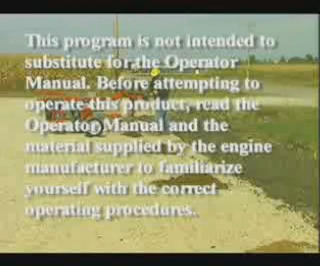 This program is not intended to
substitute for the Operator
Manual. Before attempting to
operate this product, read the
Operator Manual and the
material supplied by the engine
manufacturer to familiarize
yourself with the correct
operating procedures.